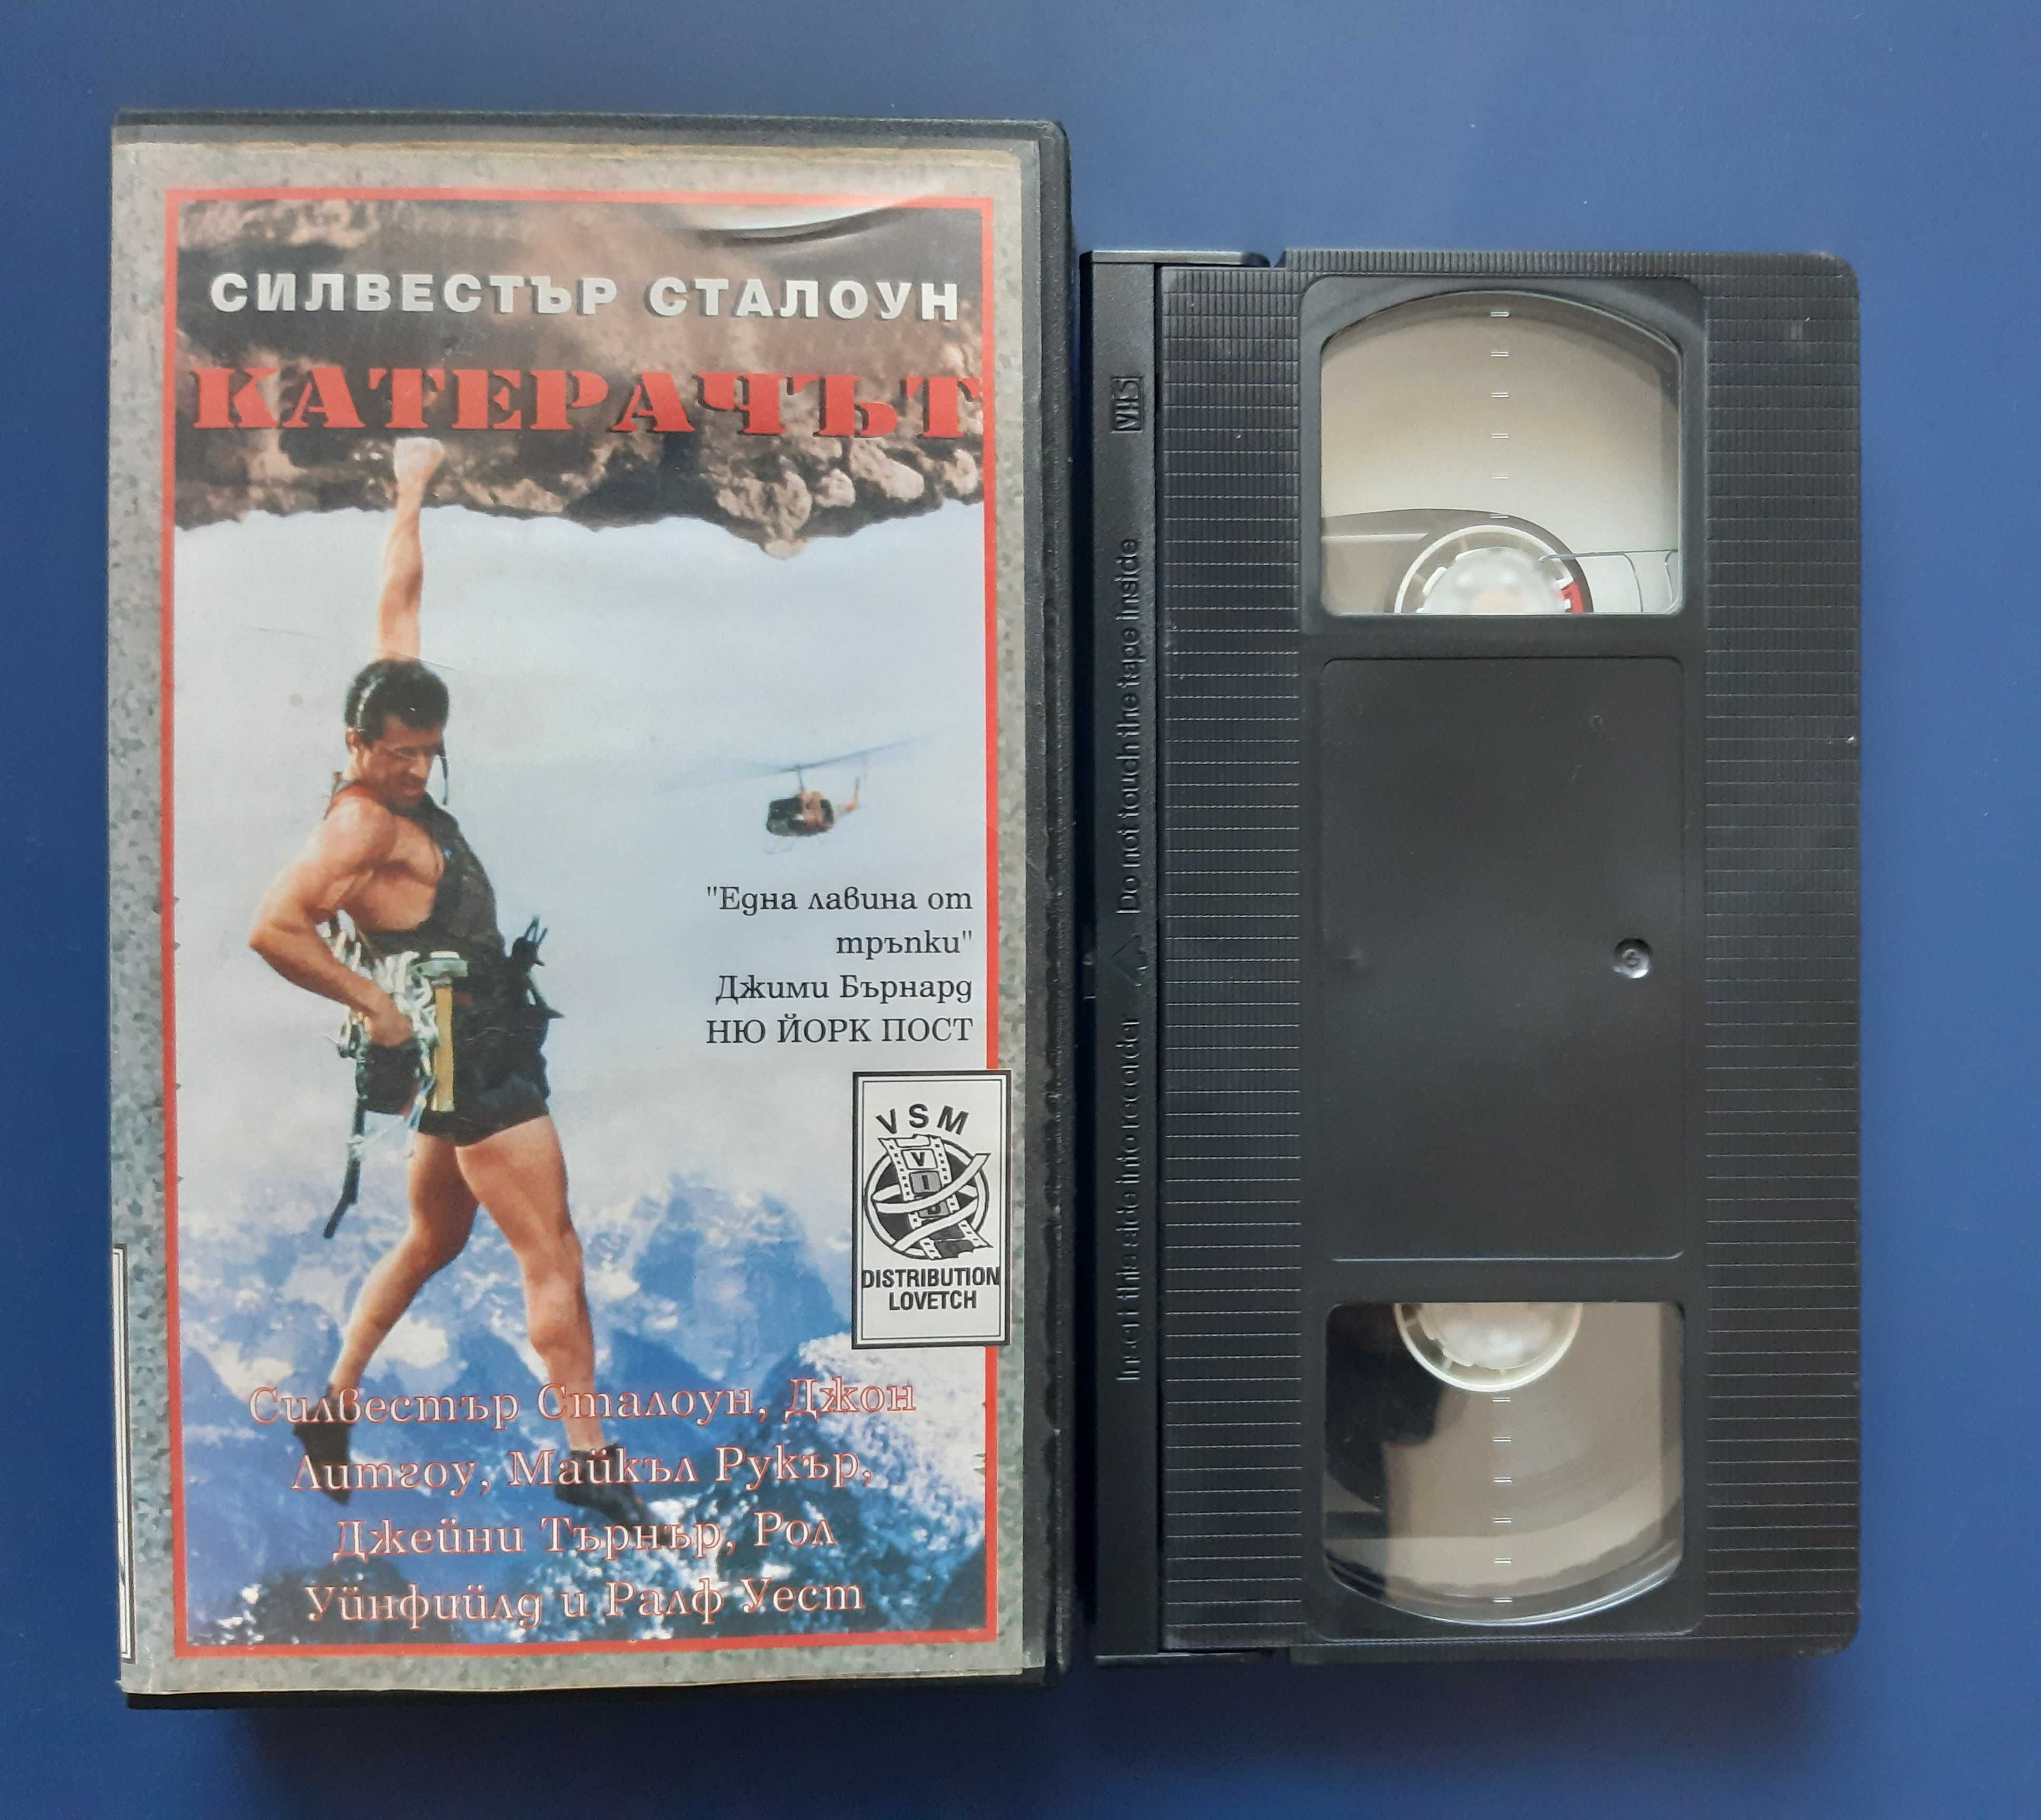 СИЛВЕСТЪР СТАЛОУН
КАТЕРАЧЪТ
"Една лавина от
тръпки"
Джими Бърнард
НЮ ЙОРК ПОСТ
VSM
VID
DISTRIBUTION
LOVETCH
Силвестър Сталоун, Джон
Литгоу, Майкъл Рукър,
Джейни Търнър, Рол
Уйнфийлд и Ралф Уест
VHS
Insert this side into recorder Do not touch the tape inside